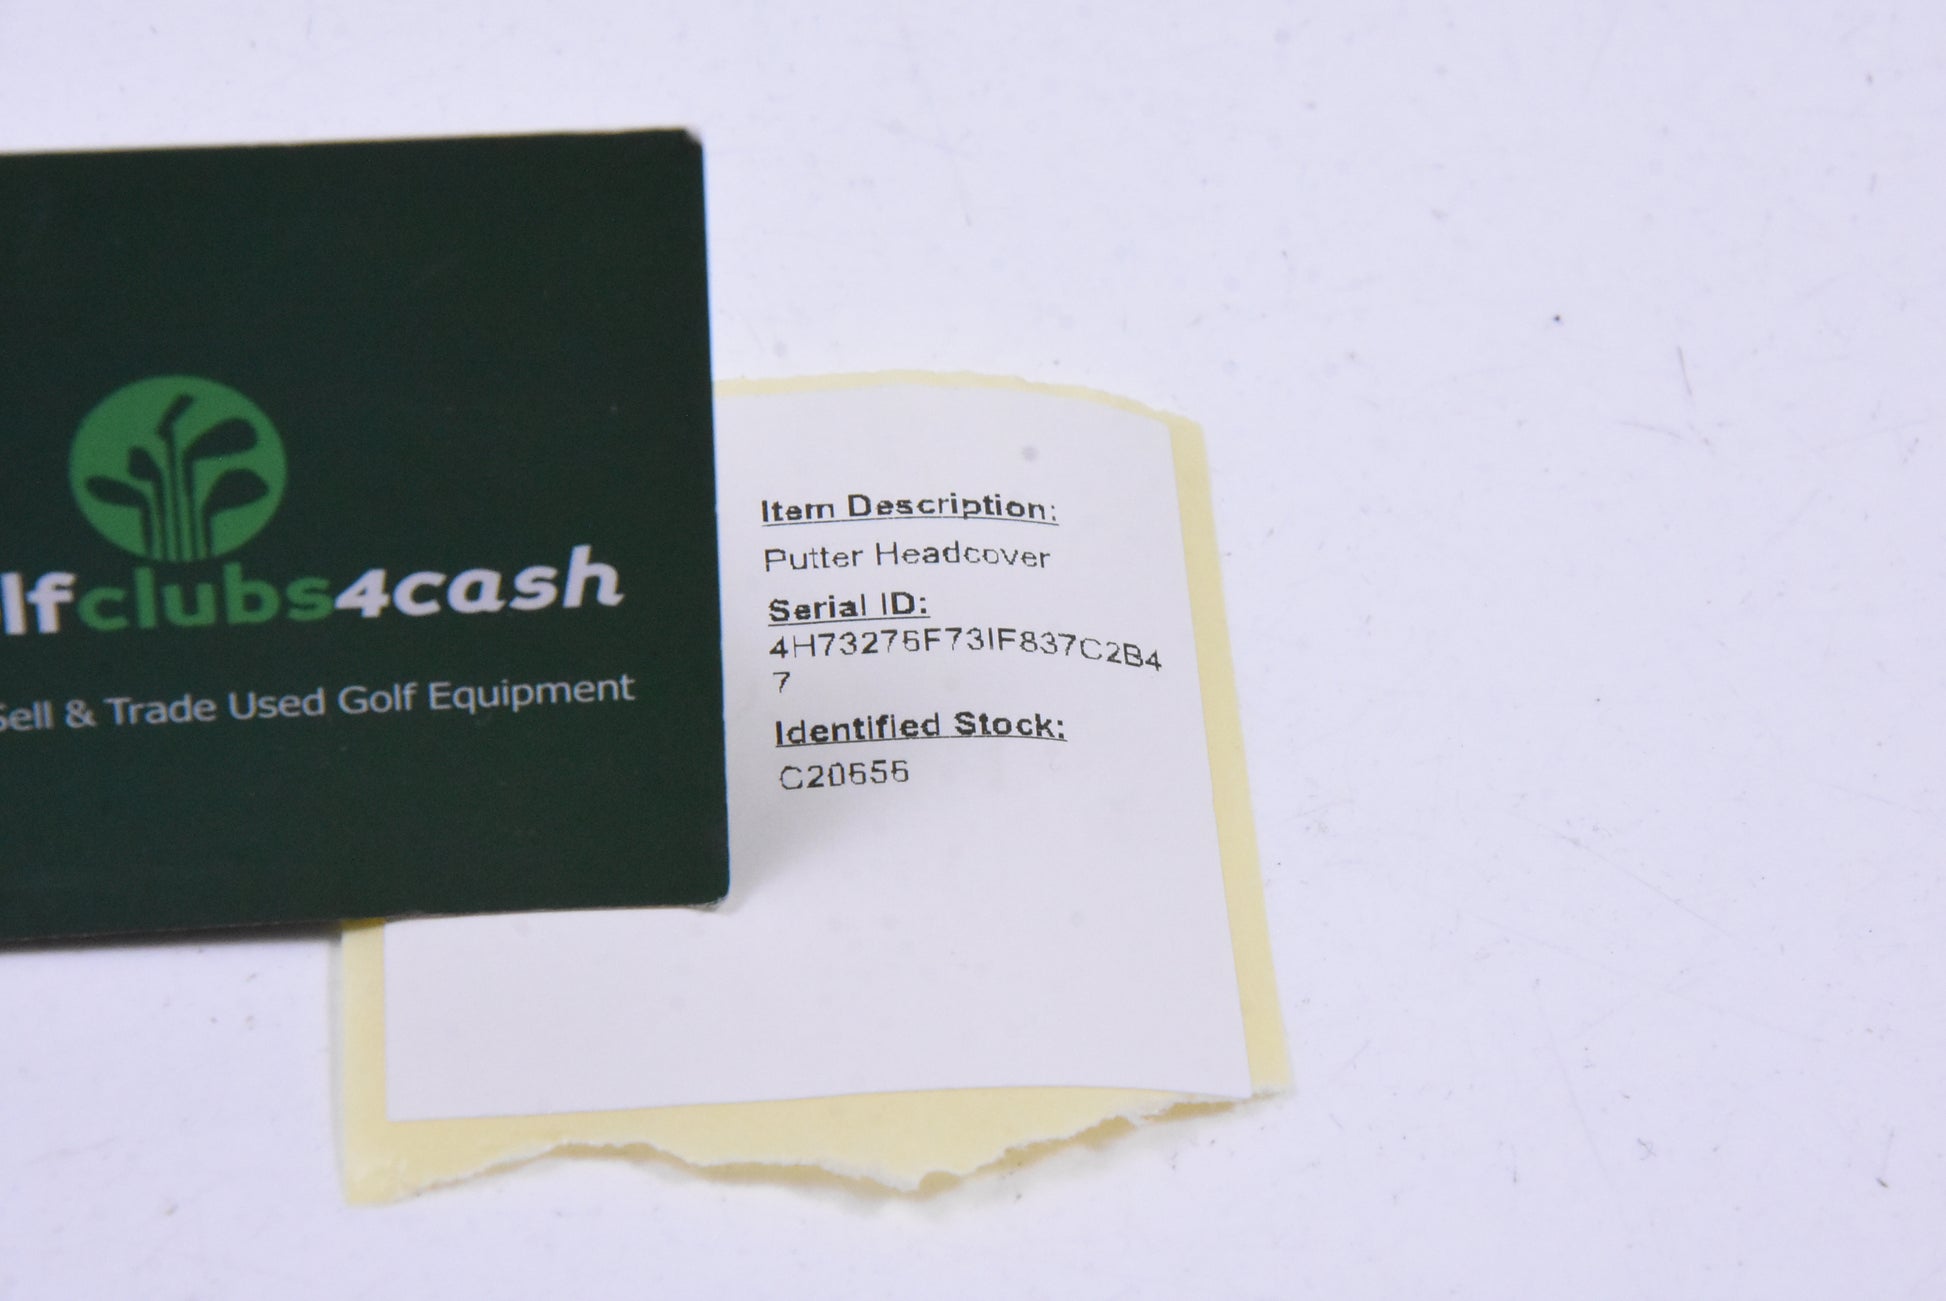 lfclubs4cash
Sell & Trade Used Golf Equipment
Item Description:
Putter Headcover
Serial ID:
4H73276F73IF837C2B4
7
Identified Stock:
C20656